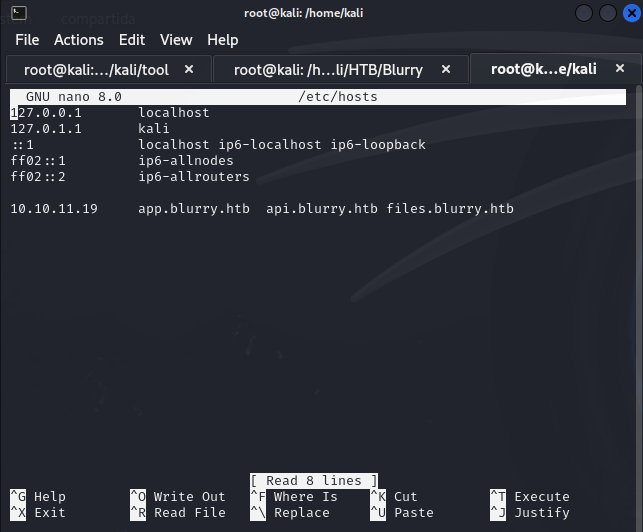 compartida
root@kali: /home/kali
File Actions Edit View Help
root@kali:.../kali/tool × root@kali: /h...li/HTB/Blurry × root@k...e/kali ×
GNU nano 8.0 /etc/hosts
127.0.0.1 localhost
127.0.1.1 kali
::1 localhost ip6-localhost ip6-loopback
ff02::1 ip6-allnodes
ff02::2 ip6-allrouters
10.10.11.19 app.blurry.htb api.blurry.htb files.blurry.htb
[ Read 8 lines ]
^G Help ^O Write Out ^F Where Is ^K Cut ^T Execute
^X Exit ^R Read File ^\ Replace ^U Paste ^J Justify